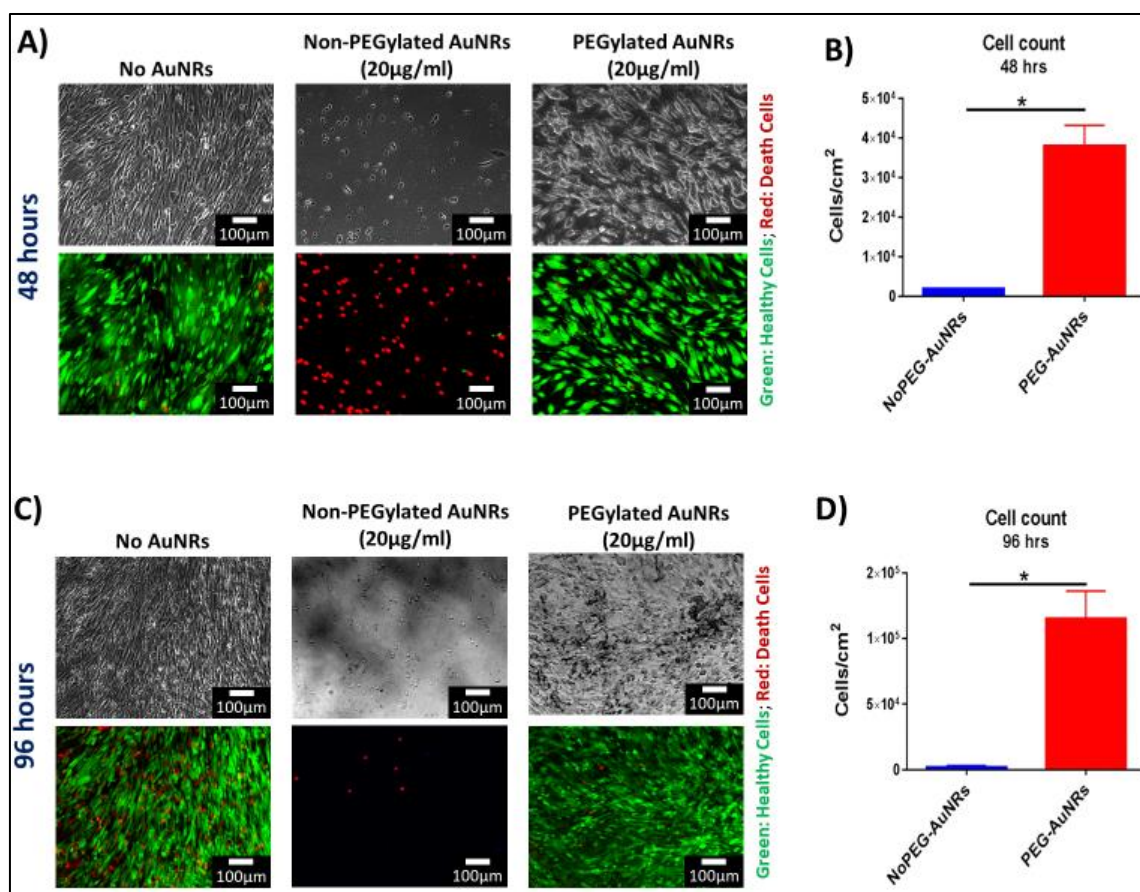 A)
No AuNRs
Non-PEGylated AuNRs
(20µg/ml)
PEGylated AuNRs
(20µg/ml)
48 hours
100µm
100µm
100µm
100µm
100µm
100µm
Green: Healthy Cells; Red: Death Cells
B)
Cell count
48 hrs
Cells/cm²
5×10⁴
4×10⁴
3×10⁴
2×10⁴
1×10⁴
0
*
NoPEG-AuNRs
PEG-AuNRs
C)
No AuNRs
Non-PEGylated AuNRs
(20µg/ml)
PEGylated AuNRs
(20µg/ml)
96 hours
100µm
100µm
100µm
100µm
100µm
100µm
Green: Healthy Cells; Red: Death Cells
D)
Cell count
96 hrs
Cells/cm²
2×10⁵
1×10⁵
5×10⁴
0
*
NoPEG-AuNRs
PEG-AuNRs